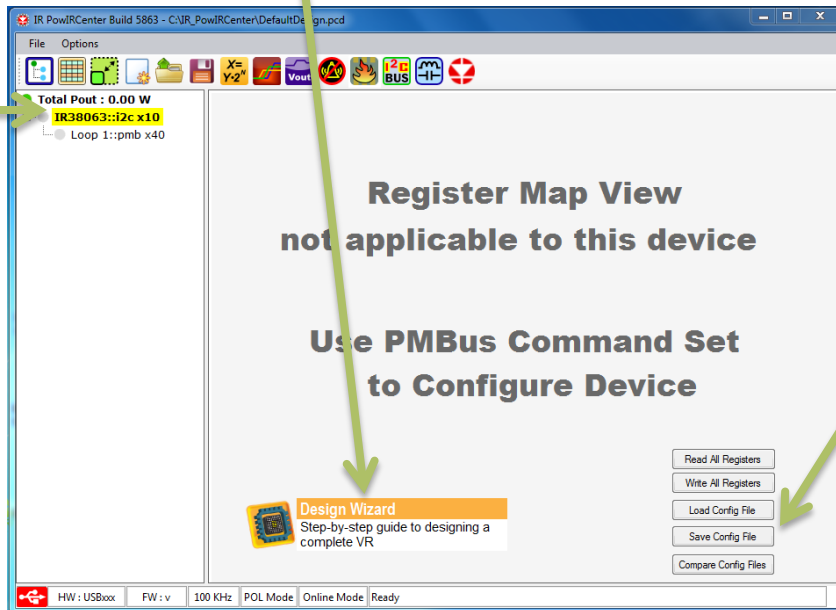 IR PowIRCenter Build 5863 - C:\IR_PowIRCenter\DefaultDesign.pcd
File Options
X= Y·2ᴺ Vout I²C BUS
Total Pout : 0.00 W
IR38063::i2c x10
Loop 1::pmb x40
Register Map View
not applicable to this device
Use PMBus Command Set
to Configure Device
Read All Registers
Write All Registers
Load Config File
Save Config File
Compare Config Files
Design Wizard
Step-by-step guide to designing a
complete VR
HW : USBxxx FW : v 100 KHz POL Mode Online Mode Ready